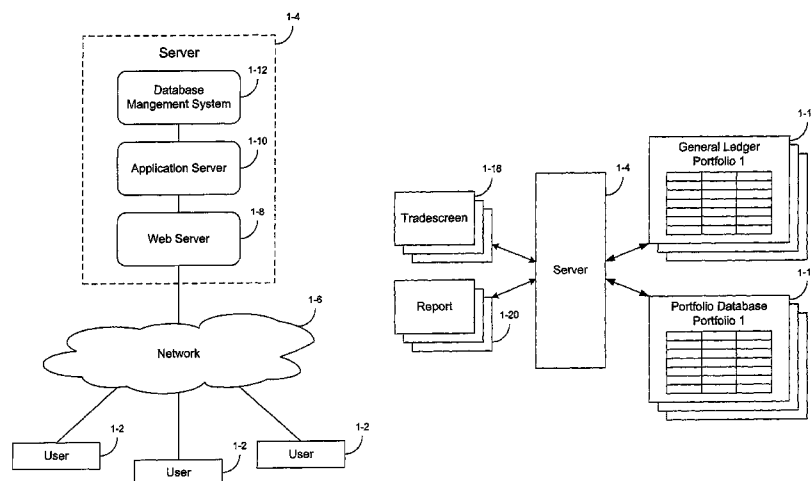 1-4
Server
1-12
Database
Mangement System
1-10
Application Server
1-8
Web Server
1-6
Network
1-2
User
1-2
User
1-2
User
1-18
Tradescreen
Report
1-20
1-4
Server
General Ledger
Portfolio 1
Portfolio Database
Portfolio 1